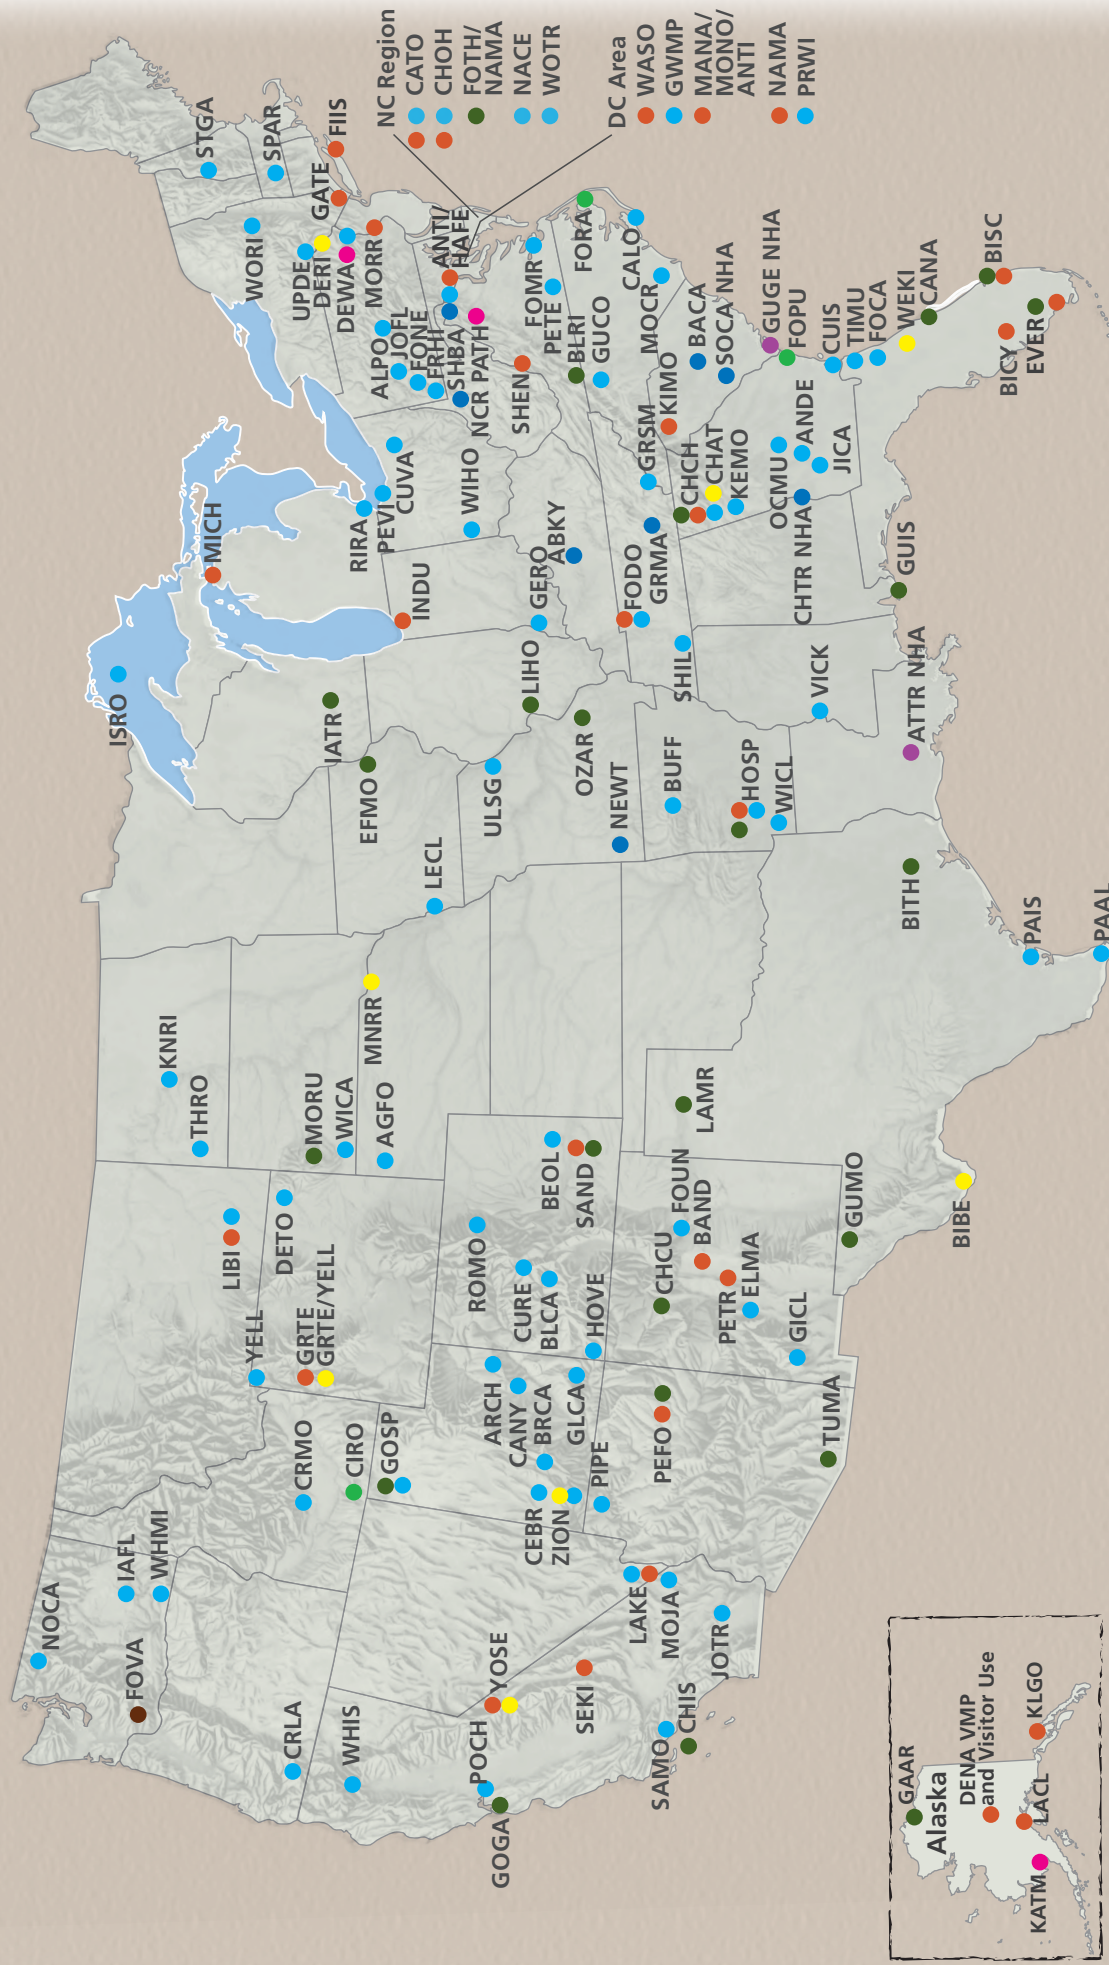 NC Region
CATO
CHOH
FOTH/
NAMA
NACE
WOTR
DC Area
WASO
GWMP
MANA/
MONO/
ANTI
NAMA
PRWI
NOCA
IAFL
WHMI
FOVA
CRLA
WHIS
POCH
YOSE
GOGA
SEKI
SAMO
CHIS
LAKE
MOJA
JOTR
CRMO
CIRO
GOSP
YELL
GRTE
GRTE/YELL
LIBI
DETO
ARCH
CANY
BRCA
GLCA
CEBR
ZION
PIPE
PEFO
TUMA
ROMO
CURE
BLCA
HOVE
BEOL
SAND
CHCU
FOUN
BAND
PETR
ELMA
GICL
LAMR
GUMO
BIBE
KNRI
THRO
MORU
WICA
AGFO
MNRR
LECL
ISRO
IATR
EFMO
ULSG
LIHO
OZAR
NEWT
BUFF
HOSP
WICL
BITH
PAIS
PAAL
VICK
ATTR NHA
MICH
INDU
RIRA
PEVI
CUVA
WIHO
GERO
ABKY
FODO
GRMA
SHIL
GRSM
CHCH
CHAT
KEMO
KIMO
OCMU
ANDE
JICA
CHTR NHA
GUIS
STGA
SPAR
FIIS
GATE
WORI
UPDE
DERI
DEWA
MORR
ALPO
JOFL
FONE
FRHI
SHBA
NCR PATH
ANTI/
HAFE
SHEN
FOMR
PETE
BLRI
GUCO
FORA
CALO
MOCR
BACA
SOCA NHA
GUGE NHA
FOPU
CUIS
TIMU
FOCA
WEKI
CANA
BISC
BICY
EVER
GAAR
Alaska
DENA VMP
and Visitor Use
KLGO
LACL
KATM